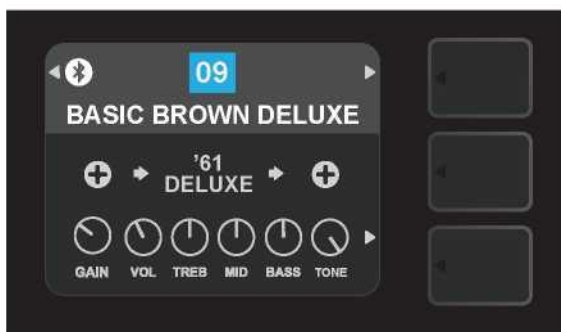 09
BASIC BROWN DELUXE
'61
DELUXE
GAIN VOL TREB MID BASS TONE